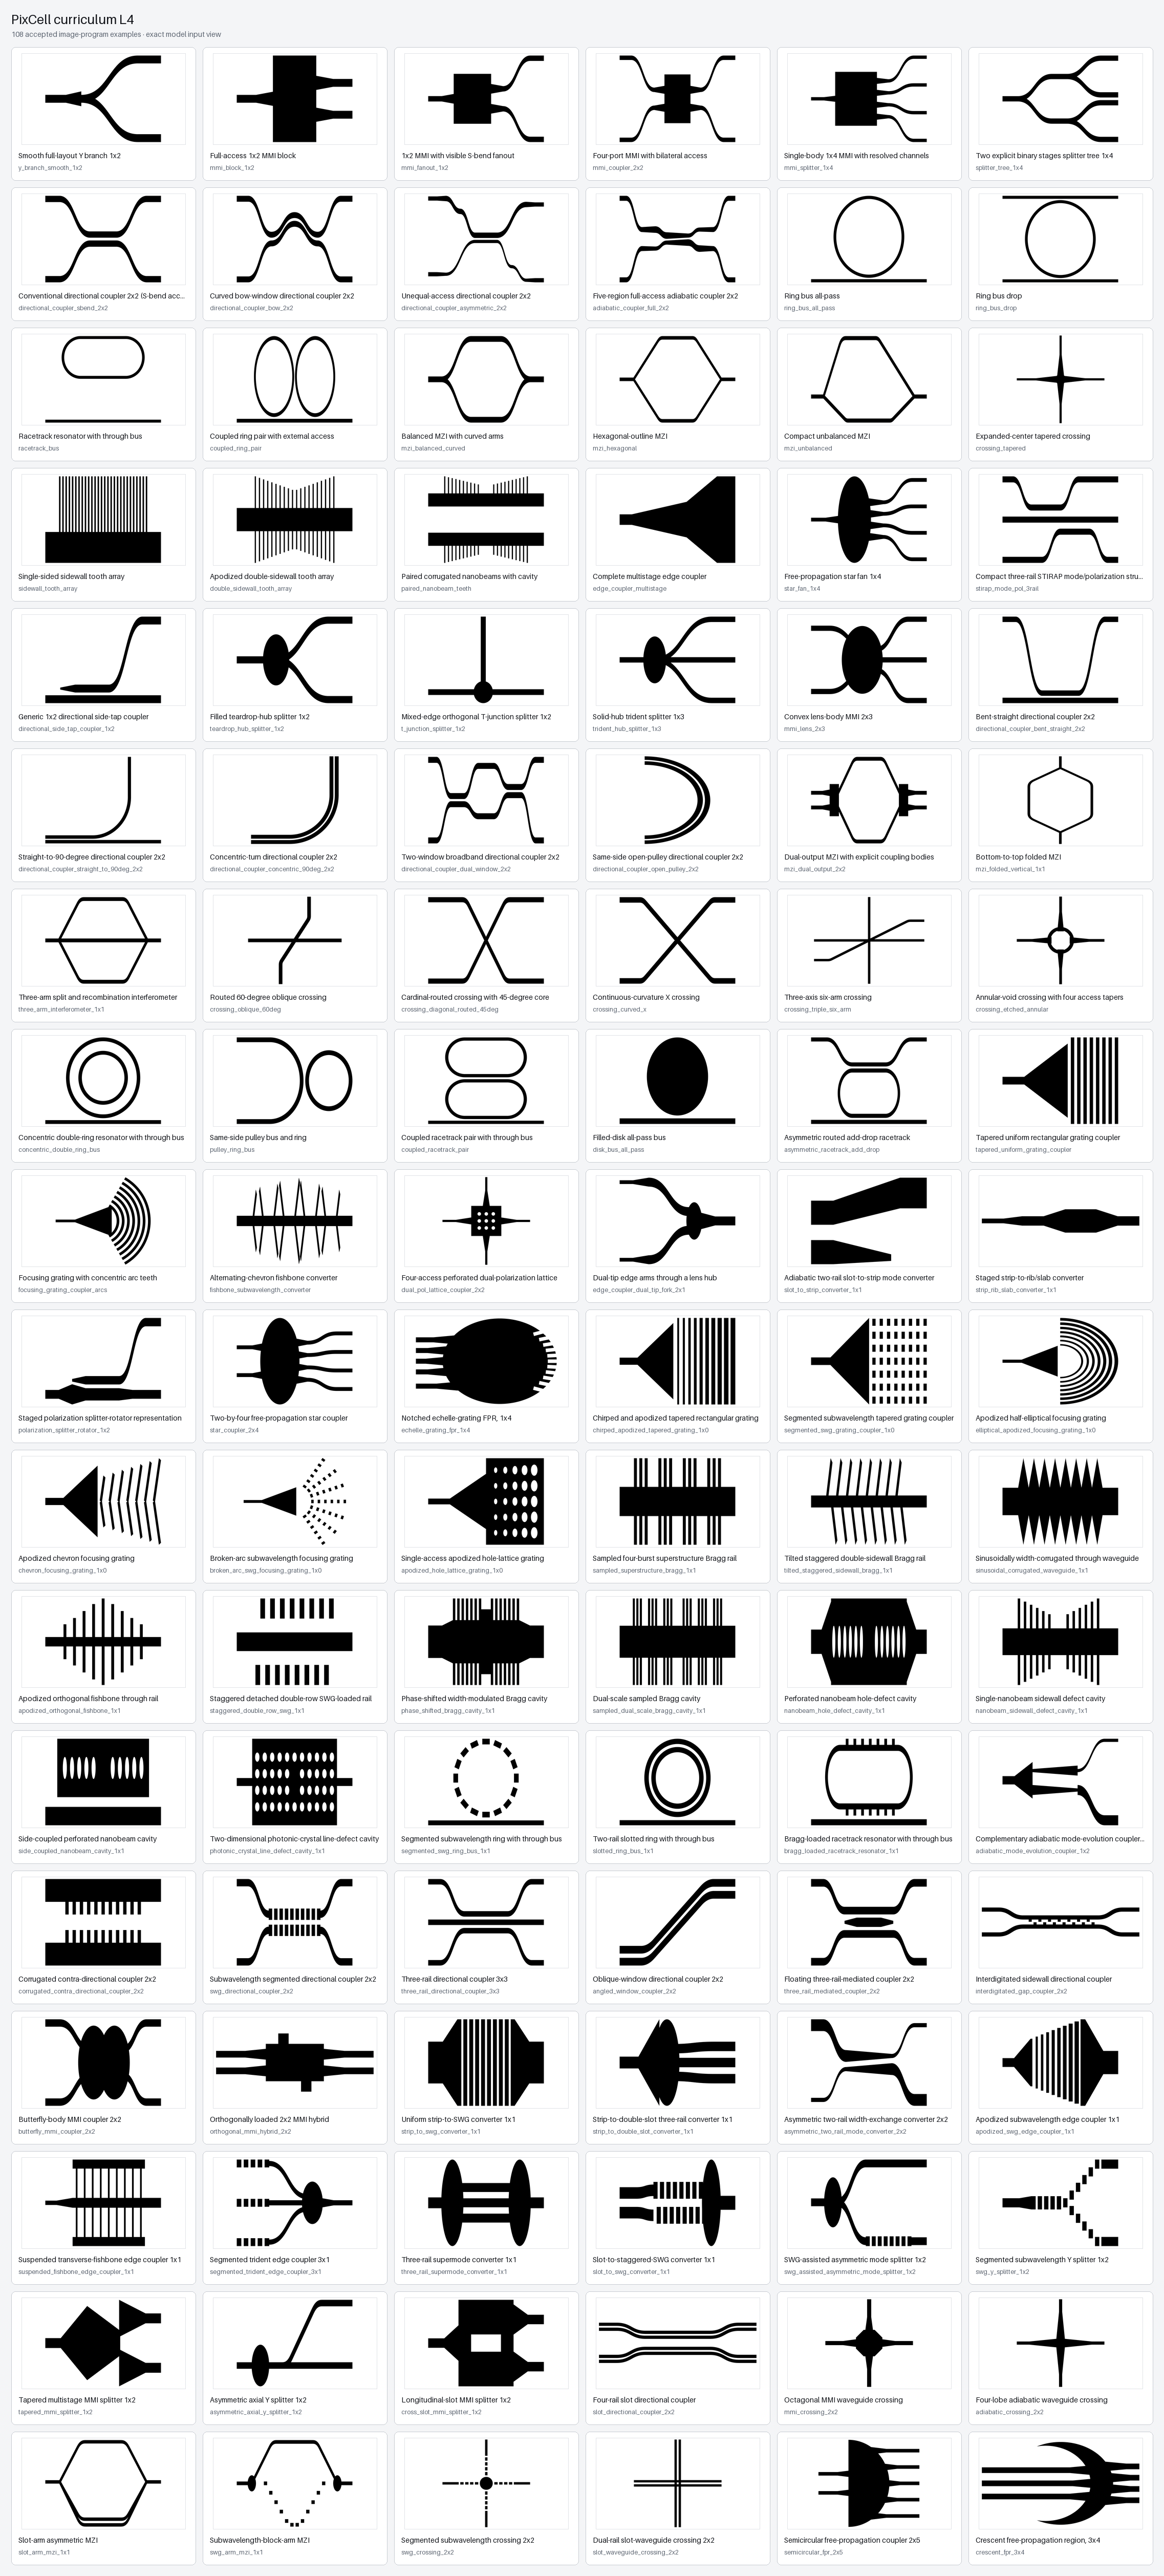 PixCell curriculum L4
108 accepted image-program examples · exact model input view
Smooth full-layout Y branch 1x2
y_branch_smooth_1x2
Full-access 1x2 MMI block
mmi_block_1x2
1x2 MMI with visible S-bend fanout
mmi_fanout_1x2
Four-port MMI with bilateral access
mmi_coupler_2x2
Single-body 1x4 MMI with resolved channels
mmi_splitter_1x4
Two explicit binary stages splitter tree 1x4
splitter_tree_1x4
Conventional directional coupler 2x2 (S-bend acc...
directional_coupler_sbend_2x2
Curved bow-window directional coupler 2x2
directional_coupler_bow_2x2
Unequal-access directional coupler 2x2
directional_coupler_asymmetric_2x2
Five-region full-access adiabatic coupler 2x2
adiabatic_coupler_full_2x2
Ring bus all-pass
ring_bus_all_pass
Ring bus drop
ring_bus_drop
Racetrack resonator with through bus
racetrack_bus
Coupled ring pair with external access
coupled_ring_pair
Balanced MZI with curved arms
mzi_balanced_curved
Hexagonal-outline MZI
mzi_hexagonal
Compact unbalanced MZI
mzi_unbalanced
Expanded-center tapered crossing
crossing_tapered
Single-sided sidewall tooth array
sidewall_tooth_array
Apodized double-sidewall tooth array
double_sidewall_tooth_array
Paired corrugated nanobeams with cavity
paired_nanobeam_teeth
Complete multistage edge coupler
edge_coupler_multistage
Free-propagation star fan 1x4
star_fan_1x4
Compact three-rail STIRAP mode/polarization stru...
stirap_mode_pol_3rail
Generic 1x2 directional side-tap coupler
directional_side_tap_coupler_1x2
Filled teardrop-hub splitter 1x2
teardrop_hub_splitter_1x2
Mixed-edge orthogonal T-junction splitter 1x2
t_junction_splitter_1x2
Solid-hub trident splitter 1x3
trident_hub_splitter_1x3
Convex lens-body MMI 2x3
mmi_lens_2x3
Bent-straight directional coupler 2x2
directional_coupler_bent_straight_2x2
Straight-to-90-degree directional coupler 2x2
directional_coupler_straight_to_90deg_2x2
Concentric-turn directional coupler 2x2
directional_coupler_concentric_90deg_2x2
Two-window broadband directional coupler 2x2
directional_coupler_dual_window_2x2
Same-side open-pulley directional coupler 2x2
directional_coupler_open_pulley_2x2
Dual-output MZI with explicit coupling bodies
mzi_dual_output_2x2
Bottom-to-top folded MZI
mzi_folded_vertical_1x1
Three-arm split and recombination interferometer
three_arm_interferometer_1x1
Routed 60-degree oblique crossing
crossing_oblique_60deg
Cardinal-routed crossing with 45-degree core
crossing_diagonal_routed_45deg
Continuous-curvature X crossing
crossing_curved_x
Three-axis six-arm crossing
crossing_triple_six_arm
Annular-void crossing with four access tapers
crossing_etched_annular
Concentric double-ring resonator with through bus
concentric_double_ring_bus
Same-side pulley bus and ring
pulley_ring_bus
Coupled racetrack pair with through bus
coupled_racetrack_pair
Filled-disk all-pass bus
disk_bus_all_pass
Asymmetric routed add-drop racetrack
asymmetric_racetrack_add_drop
Tapered uniform rectangular grating coupler
tapered_uniform_grating_coupler
Focusing grating with concentric arc teeth
focusing_grating_coupler_arcs
Alternating-chevron fishbone converter
fishbone_subwavelength_converter
Four-access perforated dual-polarization lattice
dual_pol_lattice_coupler_2x2
Dual-tip edge arms through a lens hub
edge_coupler_dual_tip_fork_2x1
Adiabatic two-rail slot-to-strip mode converter
slot_to_strip_converter_1x1
Staged strip-to-rib/slab converter
strip_rib_slab_converter_1x1
Staged polarization splitter-rotator representation
polarization_splitter_rotator_1x2
Two-by-four free-propagation star coupler
star_coupler_2x4
Notched echelle-grating FPR, 1x4
echelle_grating_fpr_1x4
Chirped and apodized tapered rectangular grating
chirped_apodized_tapered_grating_1x0
Segmented subwavelength tapered grating coupler
segmented_swg_grating_coupler_1x0
Apodized half-elliptical focusing grating
elliptical_apodized_focusing_grating_1x0
Apodized chevron focusing grating
chevron_focusing_grating_1x0
Broken-arc subwavelength focusing grating
broken_arc_swg_focusing_grating_1x0
Single-access apodized hole-lattice grating
apodized_hole_lattice_grating_1x0
Sampled four-burst superstructure Bragg rail
sampled_superstructure_bragg_1x1
Tilted staggered double-sidewall Bragg rail
tilted_staggered_sidewall_bragg_1x1
Sinusoidally width-corrugated through waveguide
sinusoidal_corrugated_waveguide_1x1
Apodized orthogonal fishbone through rail
apodized_orthogonal_fishbone_1x1
Staggered detached double-row SWG-loaded rail
staggered_double_row_swg_1x1
Phase-shifted width-modulated Bragg cavity
phase_shifted_bragg_cavity_1x1
Dual-scale sampled Bragg cavity
sampled_dual_scale_bragg_cavity_1x1
Perforated nanobeam hole-defect cavity
nanobeam_hole_defect_cavity_1x1
Single-nanobeam sidewall defect cavity
nanobeam_sidewall_defect_cavity_1x1
Side-coupled perforated nanobeam cavity
side_coupled_nanobeam_cavity_1x1
Two-dimensional photonic-crystal line-defect cavity
photonic_crystal_line_defect_cavity_1x1
Segmented subwavelength ring with through bus
segmented_swg_ring_bus_1x1
Two-rail slotted ring with through bus
slotted_ring_bus_1x1
Bragg-loaded racetrack resonator with through bus
bragg_loaded_racetrack_resonator_1x1
Complementary adiabatic mode-evolution coupler...
adiabatic_mode_evolution_coupler_1x2
Corrugated contra-directional coupler 2x2
corrugated_contra_directional_coupler_2x2
Subwavelength segmented directional coupler 2x2
swg_directional_coupler_2x2
Three-rail directional coupler 3x3
three_rail_directional_coupler_3x3
Oblique-window directional coupler 2x2
angled_window_coupler_2x2
Floating three-rail-mediated coupler 2x2
three_rail_mediated_coupler_2x2
Interdigitated sidewall directional coupler
interdigitated_gap_coupler_2x2
Butterfly-body MMI coupler 2x2
butterfly_mmi_coupler_2x2
Orthogonally loaded 2x2 MMI hybrid
orthogonal_mmi_hybrid_2x2
Uniform strip-to-SWG converter 1x1
strip_to_swg_converter_1x1
Strip-to-double-slot three-rail converter 1x1
strip_to_double_slot_converter_1x1
Asymmetric two-rail width-exchange converter 2x2
asymmetric_two_rail_mode_converter_2x2
Apodized subwavelength edge coupler 1x1
apodized_swg_edge_coupler_1x1
Suspended transverse-fishbone edge coupler 1x1
suspended_fishbone_edge_coupler_1x1
Segmented trident edge coupler 3x1
segmented_trident_edge_coupler_3x1
Three-rail supermode converter 1x1
three_rail_supermode_converter_1x1
Slot-to-staggered-SWG converter 1x1
slot_to_swg_converter_1x1
SWG-assisted asymmetric mode splitter 1x2
swg_assisted_asymmetric_mode_splitter_1x2
Segmented subwavelength Y splitter 1x2
swg_y_splitter_1x2
Tapered multistage MMI splitter 1x2
tapered_mmi_splitter_1x2
Asymmetric axial Y splitter 1x2
asymmetric_axial_y_splitter_1x2
Longitudinal-slot MMI splitter 1x2
cross_slot_mmi_splitter_1x2
Four-rail slot directional coupler
slot_directional_coupler_2x2
Octagonal MMI waveguide crossing
mmi_crossing_2x2
Four-lobe adiabatic waveguide crossing
adiabatic_crossing_2x2
Slot-arm asymmetric MZI
slot_arm_mzi_1x1
Subwavelength-block-arm MZI
swg_arm_mzi_1x1
Segmented subwavelength crossing 2x2
swg_crossing_2x2
Dual-rail slot-waveguide crossing 2x2
slot_waveguide_crossing_2x2
Semicircular free-propagation coupler 2x5
semicircular_fpr_2x5
Crescent free-propagation region, 3x4
crescent_fpr_3x4